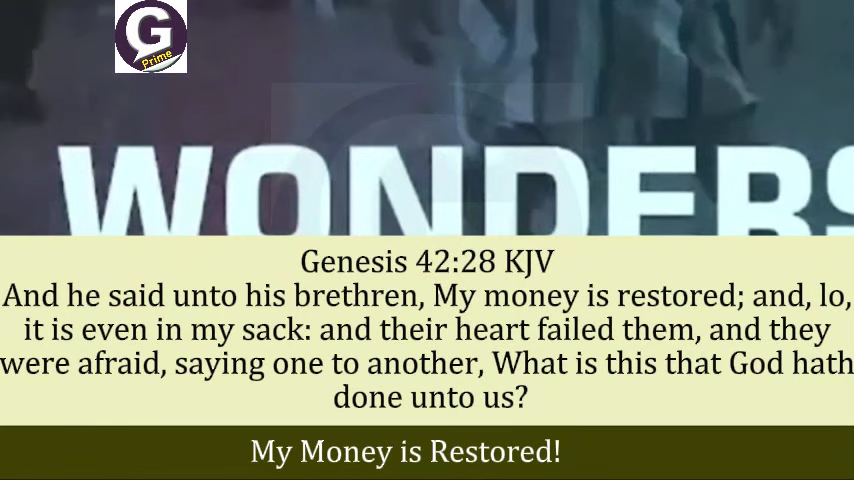 G
Prime
WONDERS
Genesis 42:28 KJV
And he said unto his brethren, My money is restored; and, lo,
it is even in my sack: and their heart failed them, and they
were afraid, saying one to another, What is this that God hath
done unto us?
My Money is Restored!